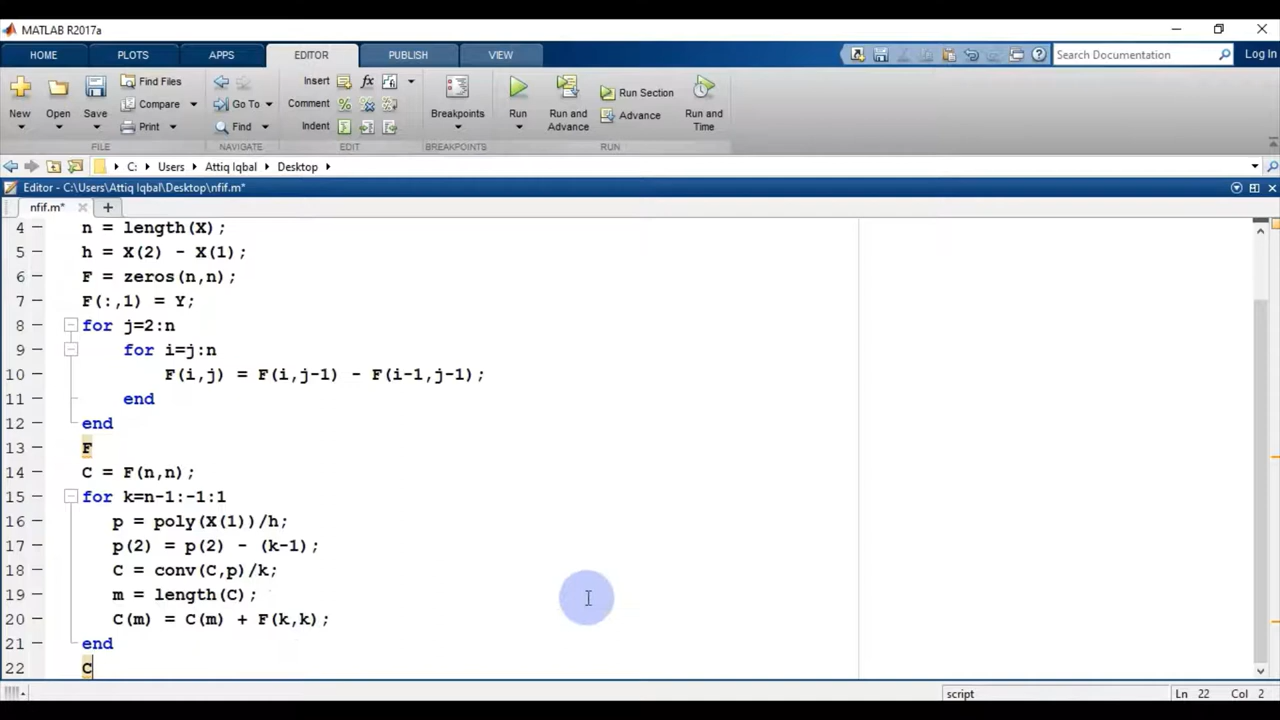 MATLAB R2017a
HOME PLOTS APPS EDITOR PUBLISH VIEW
Search Documentation
Log In
New Open Save Find Files Compare Print
Go To Find
Insert fx
Comment
Indent
Breakpoints
Run
Run and Advance
Run Section
Advance
Run and Time
FILE NAVIGATE EDIT BREAKPOINTS RUN
C: Users Attiq Iqbal Desktop
Editor - C:\Users\Attiq Iqbal\Desktop\nfif.m*
nfif.m*
4 n = length(X);
5 h = X(2) - X(1);
6 F = zeros(n,n);
7 F(:,1) = Y;
8 for j=2:n
9 for i=j:n
10 F(i,j) = F(i,j-1) - F(i-1,j-1);
11 end
12 end
13 F
14 C = F(n,n);
15 for k=n-1:-1:1
16 p = poly(X(1))/h;
17 p(2) = p(2) - (k-1);
18 C = conv(C,p)/k;
19 m = length(C);
20 C(m) = C(m) + F(k,k);
21 end
22 C
script Ln 22 Col 2